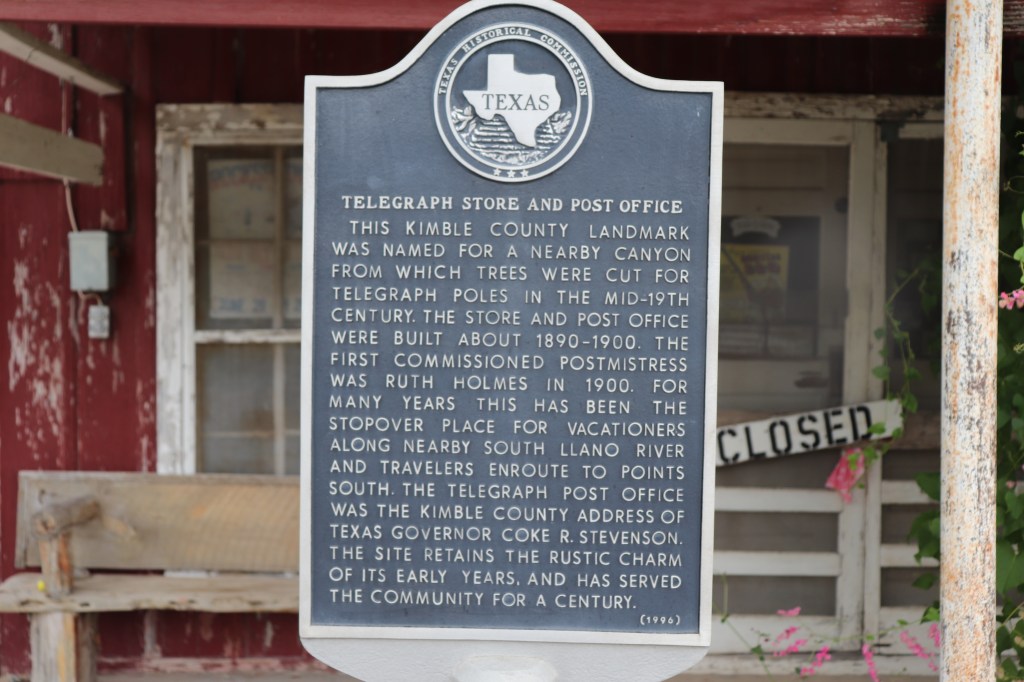 TEXAS HISTORICAL COMMISSION
TEXAS
TELEGRAPH STORE AND POST OFFICE
THIS KIMBLE COUNTY LANDMARK
WAS NAMED FOR A NEARBY CANYON
FROM WHICH TREES WERE CUT FOR
TELEGRAPH POLES IN THE MID-19TH
CENTURY. THE STORE AND POST OFFICE
WERE BUILT ABOUT 1890-1900. THE
FIRST COMMISSIONED POSTMISTRESS
WAS RUTH HOLMES IN 1900. FOR
MANY YEARS THIS HAS BEEN THE
STOPOVER PLACE FOR VACATIONERS
ALONG NEARBY SOUTH LLANO RIVER
AND TRAVELERS ENROUTE TO POINTS
SOUTH. THE TELEGRAPH POST OFFICE
WAS THE KIMBLE COUNTY ADDRESS OF
TEXAS GOVERNOR COKE R. STEVENSON.
THE SITE RETAINS THE RUSTIC CHARM
OF ITS EARLY YEARS, AND HAS SERVED
THE COMMUNITY FOR A CENTURY.
(1996)
CLOSED